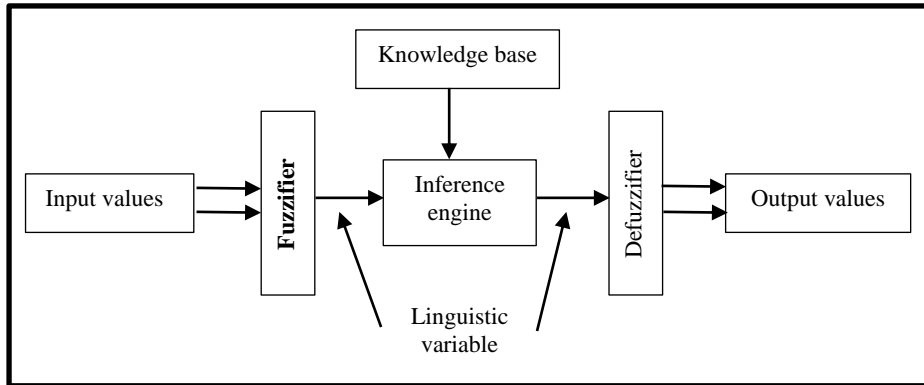 Knowledge base
Input values
Fuzzifier
Inference
engine
Defuzzifier
Output values
Linguistic
variable